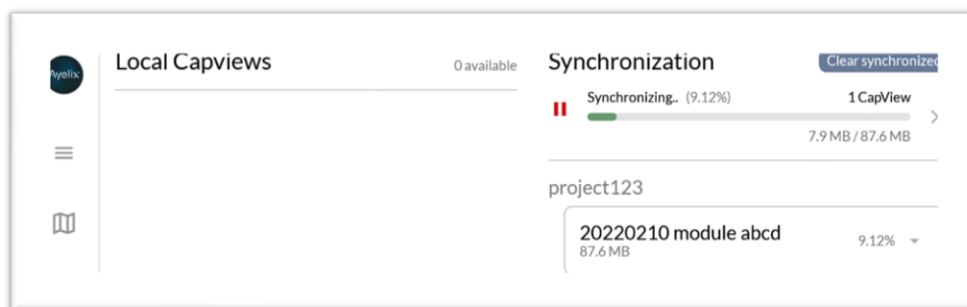 Ayelix
Local Capviews
0 available
Synchronization
Clear synchronized
Synchronizing.. (9.12%)
1 CapView
7.9 MB / 87.6 MB
project123
20220210 module abcd
87.6 MB
9.12%